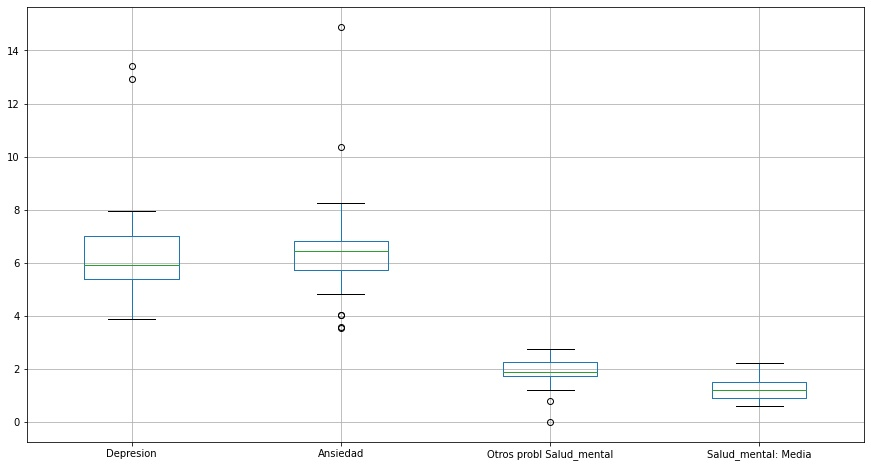 14
12
10
8
6
4
2
0
Depresion
Ansiedad
Otros probl Salud_mental
Salud_mental: Media